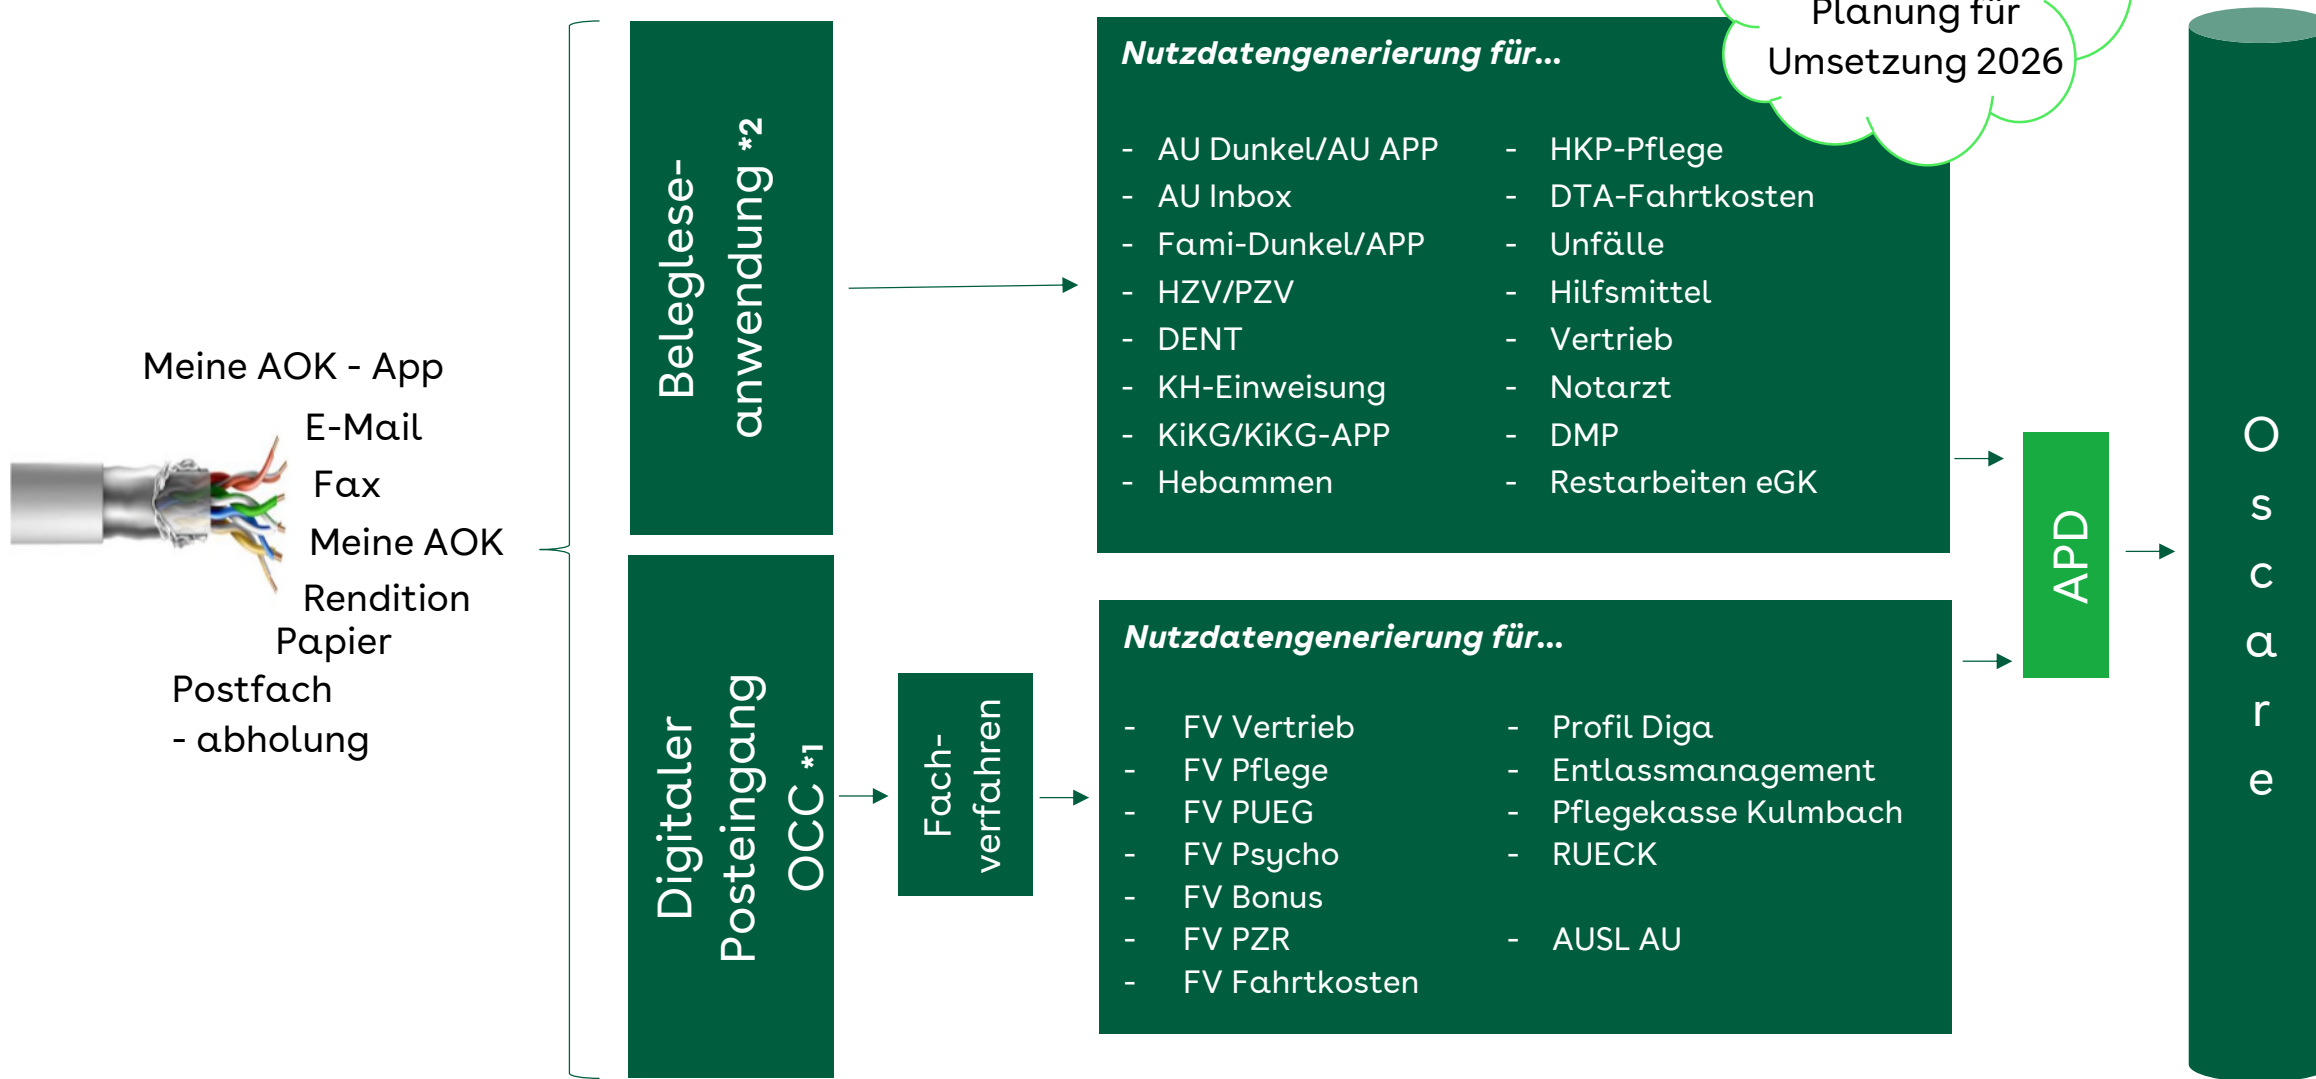 Meine AOK - App
E-Mail
Fax
Meine AOK
Rendition
Papier
Postfach
- abholung
Beleglese-
anwendung *2
Digitaler
Posteingang
OCC *1
Fach-
verfahren
Planung für
Umsetzung 2026
Nutzdatengenerierung für...
- AU Dunkel/AU APP
- AU Inbox
- Fami-Dunkel/APP
- HZV/PZV
- DENT
- KH-Einweisung
- KiKG/KiKG-APP
- Hebammen
- HKP-Pflege
- DTA-Fahrtkosten
- Unfälle
- Hilfsmittel
- Vertrieb
- Notarzt
- DMP
- Restarbeiten eGK
Nutzdatengenerierung für...
- FV Vertrieb
- FV Pflege
- FV PUEG
- FV Psycho
- FV Bonus
- FV PZR
- FV Fahrtkosten
- Profil Diga
- Entlassmanagement
- Pflegekasse Kulmbach
- RUECK
- AUSL AU
APD
O
s
c
a
r
e